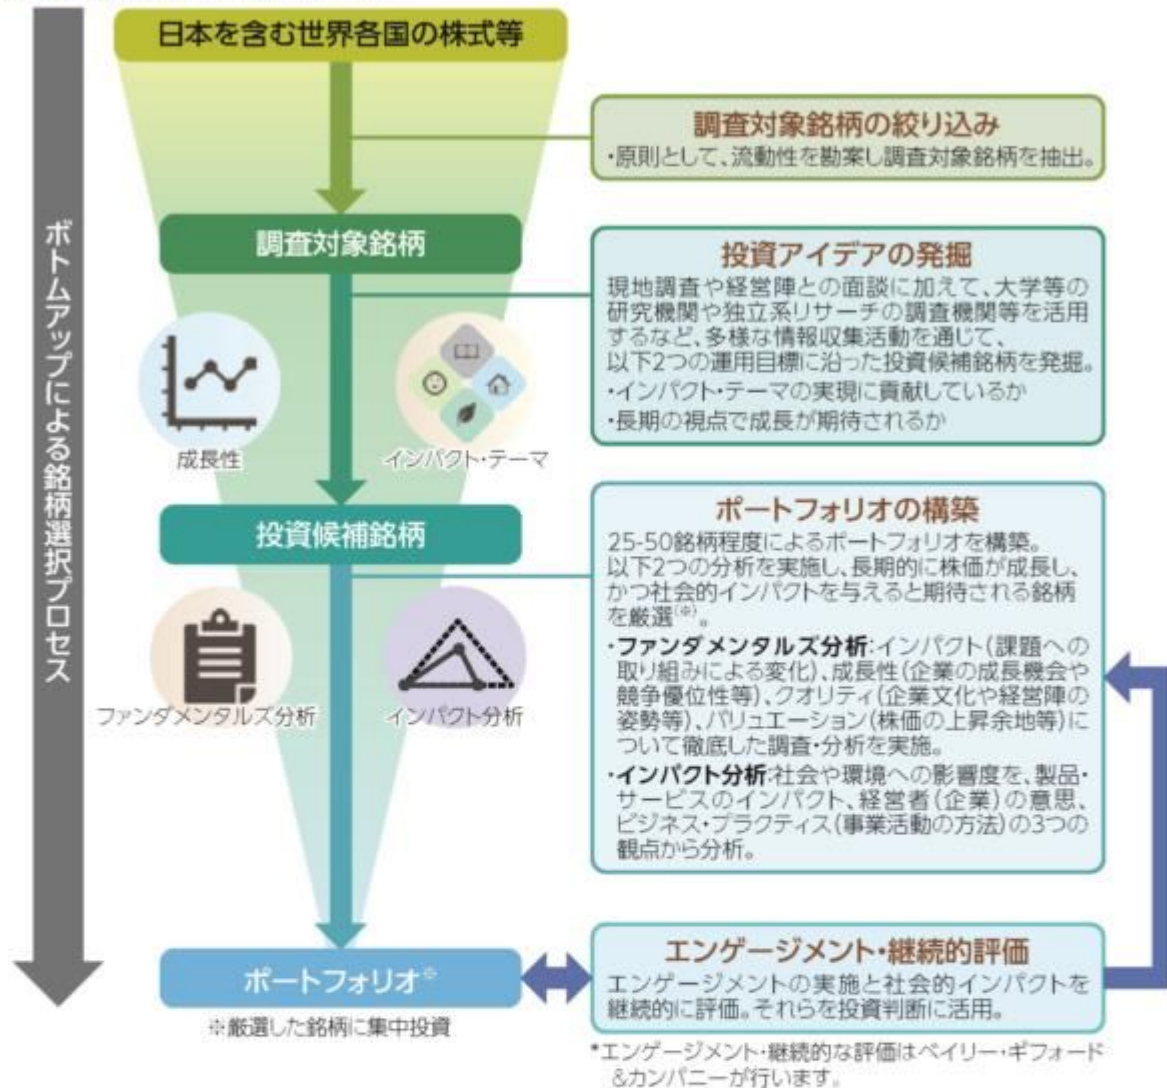 日本を含む世界各国の株式等
調査対象銘柄の絞り込み
・原則として、流動性を勘案し調査対象銘柄を抽出。
ボトムアップによる銘柄選択プロセス
調査対象銘柄
投資アイデアの発掘
現地調査や経営陣との面談に加えて、大学等の
研究機関や独立系リサーチの調査機関等を活用
するなど、多様な情報収集活動を通じて、
以下2つの運用目標に沿った投資候補銘柄を発掘。
・インパクト・テーマの実現に貢献しているか
・長期の視点で成長が期待されるか
成長性
インパクト・テーマ
投資候補銘柄
ポートフォリオの構築
25-50銘柄程度によるポートフォリオを構築。
以下2つの分析を実施し、長期的に株価が成長し、
かつ社会的インパクトを与えると期待される銘柄
を厳選(※)。
・ファンダメンタルズ分析:インパクト(課題への
取り組みによる変化)、成長性(企業の成長機会や
競争優位性等)、クオリティ(企業文化や経営陣の
姿勢等)、バリュエーション(株価の上昇余地等)に
ついて徹底した調査・分析を実施。
・インパクト分析:社会や環境への影響度を、製品・
サービスのインパクト、経営者(企業)の意思、
ビジネス・プラクティス(事業活動の方法)の3つの
観点から分析。
ファンダメンタルズ分析
インパクト分析
ポートフォリオ※
※厳選した銘柄に集中投資
エンゲージメント・継続的評価
エンゲージメントの実施と社会的インパクトを
継続的に評価。それらを投資判断に活用。
*エンゲージメント・継続的な評価はベイリー・ギフォード
&カンパニーが行います。